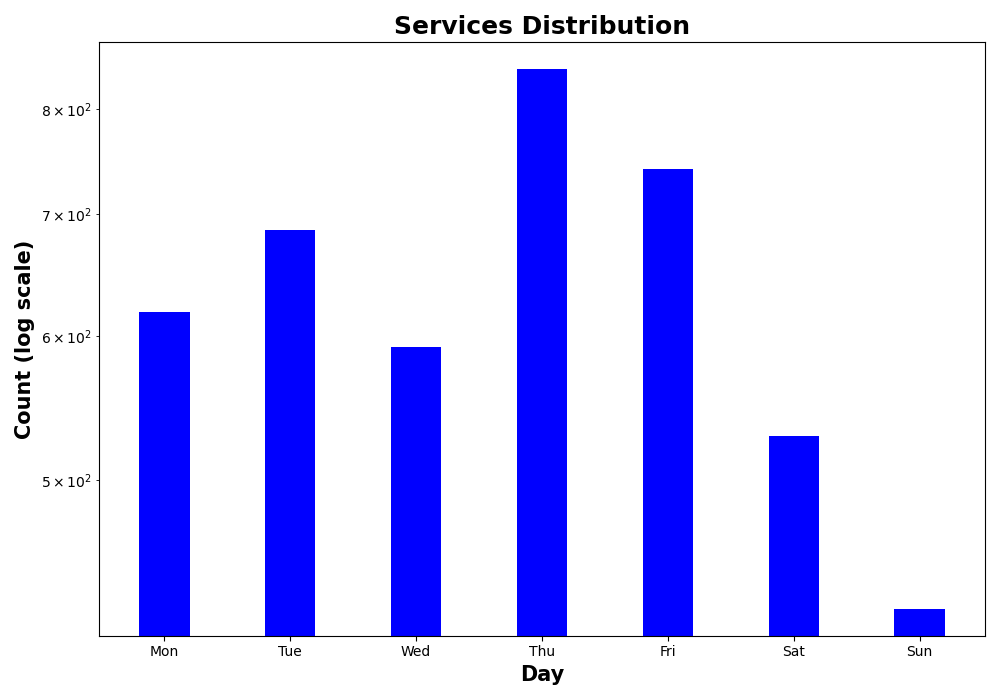 Services Distribution
Count (log scale)
8 × 10²
7 × 10²
6 × 10²
5 × 10²
Mon Tue Wed Thu Fri Sat Sun
Day